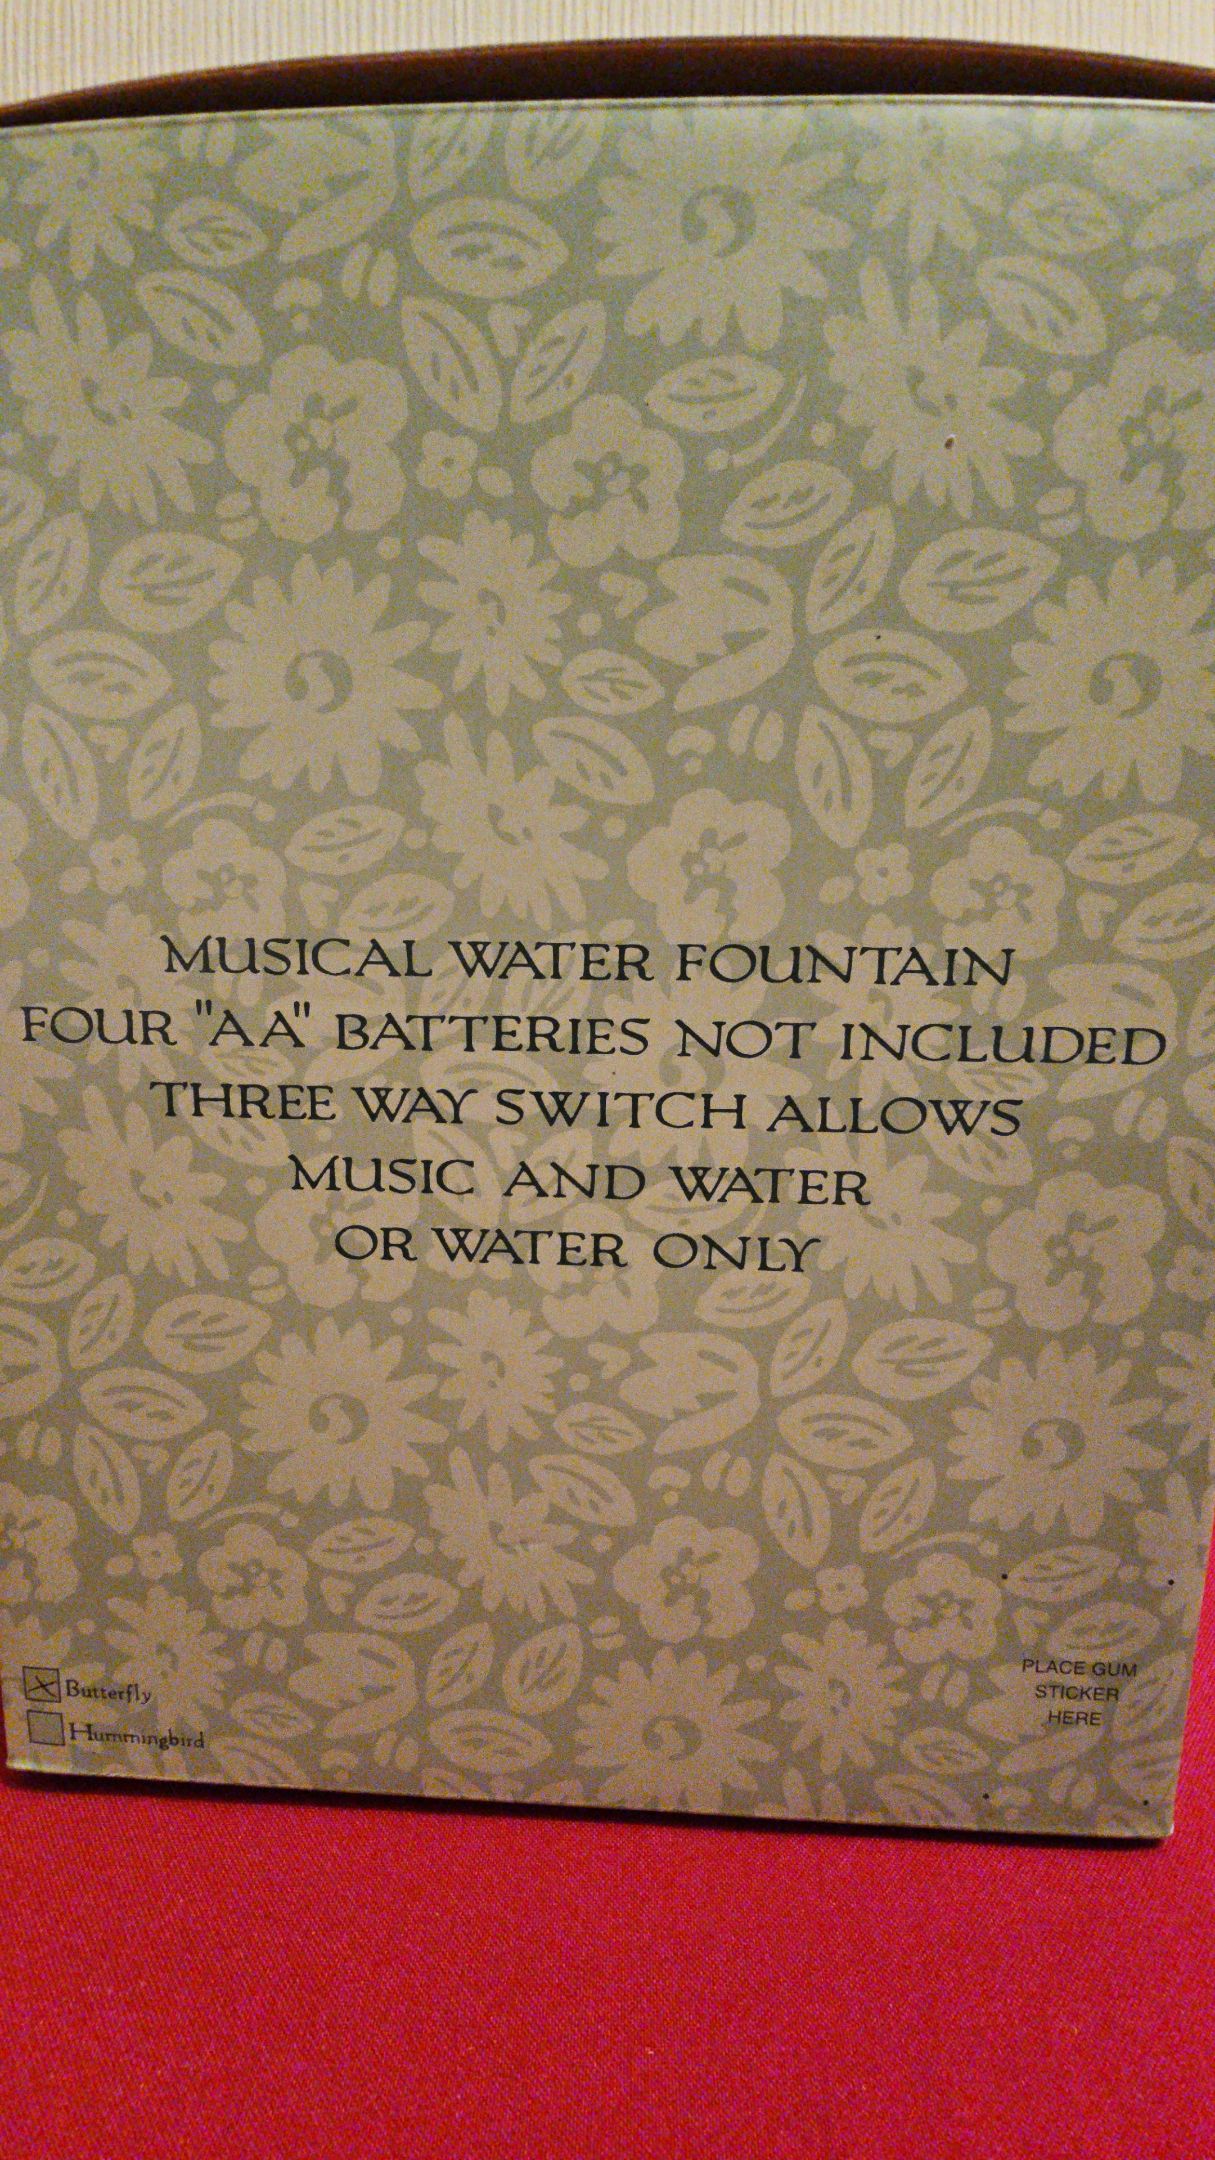 MUSICAL WATER FOUNTAIN
FOUR "AA" BATTERIES NOT INCLUDED
THREE WAY SWITCH ALLOWS
MUSIC AND WATER
OR WATER ONLY
Butterfly
Hummingbird
PLACE GUM
STICKER
HERE